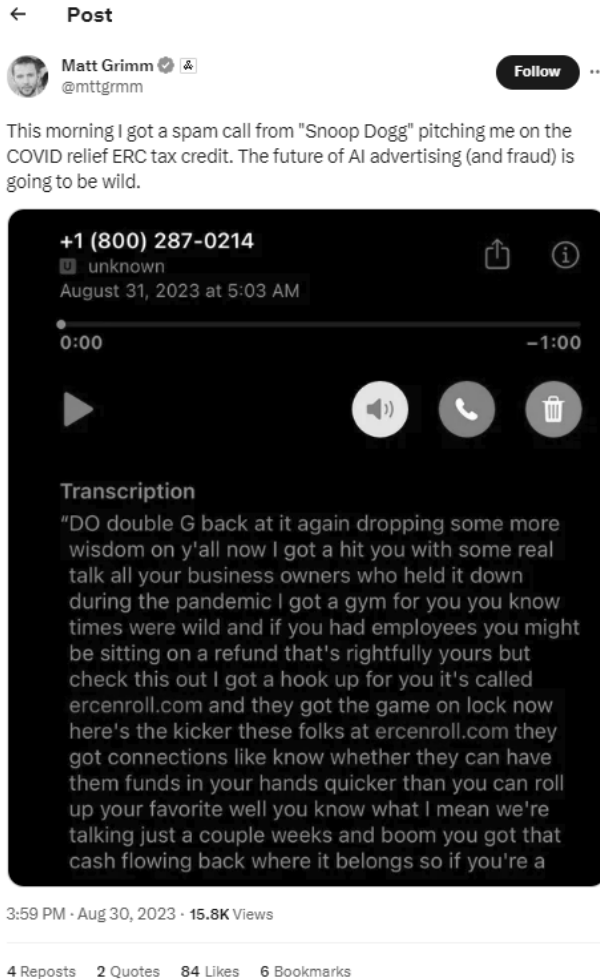 Post
Matt Grimm
@mttgrmm
Follow
This morning I got a spam call from "Snoop Dogg" pitching me on the
COVID relief ERC tax credit. The future of AI advertising (and fraud) is
going to be wild.
+1 (800) 287-0214
U unknown
August 31, 2023 at 5:03 AM
0:00
−1:00
Transcription
“DO double G back at it again dropping some more
wisdom on y'all now I got a hit you with some real
talk all your business owners who held it down
during the pandemic I got a gym for you you know
times were wild and if you had employees you might
be sitting on a refund that's rightfully yours but
check this out I got a hook up for you it's called
ercenroll.com and they got the game on lock now
here's the kicker these folks at ercenroll.com they
got connections like know whether they can have
them funds in your hands quicker than you can roll
up your favorite well you know what I mean we're
talking just a couple weeks and boom you got that
cash flowing back where it belongs so if you're a
3:59 PM · Aug 30, 2023 · 15.8K Views
4 Reposts 2 Quotes 84 Likes 6 Bookmarks